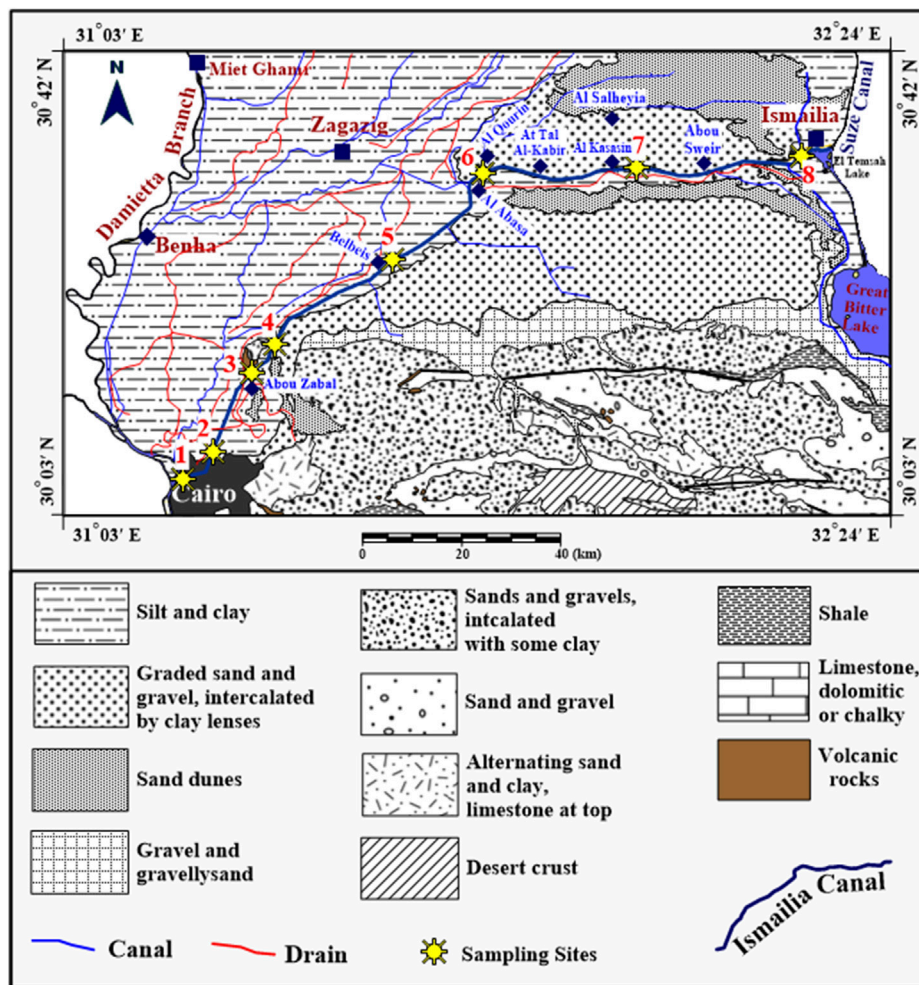 31°03′ E
32°24′ E
30°42′ N
30°42′ N
N
Miet Ghamr
Damietta Branch
Zagazig
Benha
Al Salheyia
Ismailia
Suze Canal
Al Qourin
At Tal
Al-Kabir
Al Kasasin
7
Abou
Sweir
6
8
El Temsah
Lake
Al Abasa
5
Belbeis
Great
Bitter
Lake
4
3
Abou Zabal
2
1
Cairo
30°03′ N
30°03′ N
31°03′ E
32°24′ E
0 20 40 (km)
Silt and clay
Graded sand and
gravel, intercalated
by clay lenses
Sand dunes
Gravel and
gravellysand
Sands and gravels,
intcalated
with some clay
Sand and gravel
Alternating sand
and clay,
limestone at top
Desert crust
Shale
Limestone,
dolomitic
or chalky
Volcanic
rocks
Ismailia Canal
Canal
Drain
Sampling Sites